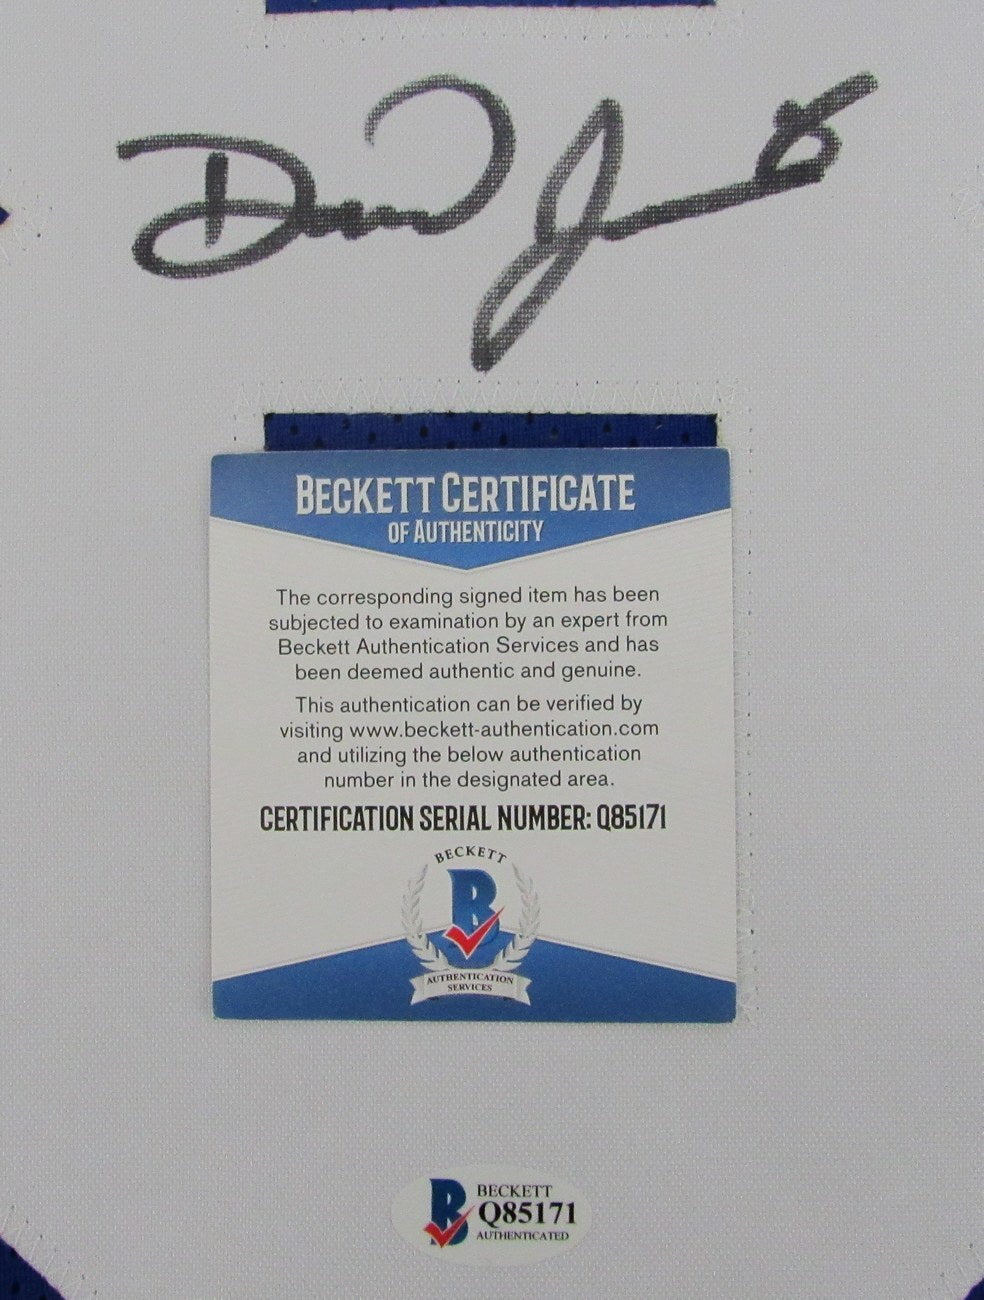 BECKETT CERTIFICATE
OF AUTHENTICITY
The corresponding signed item has been
subjected to examination by an expert from
Beckett Authentication Services and has
been deemed authentic and genuine.
This authentication can be verified by
visiting www.beckett-authentication.com
and utilizing the below authentication
number in the designated area.
CERTIFICATION SERIAL NUMBER: Q85171
BECKETT
B
AUTHENTICATION
SERVICES
B
BECKETT
Q85171
AUTHENTICATED